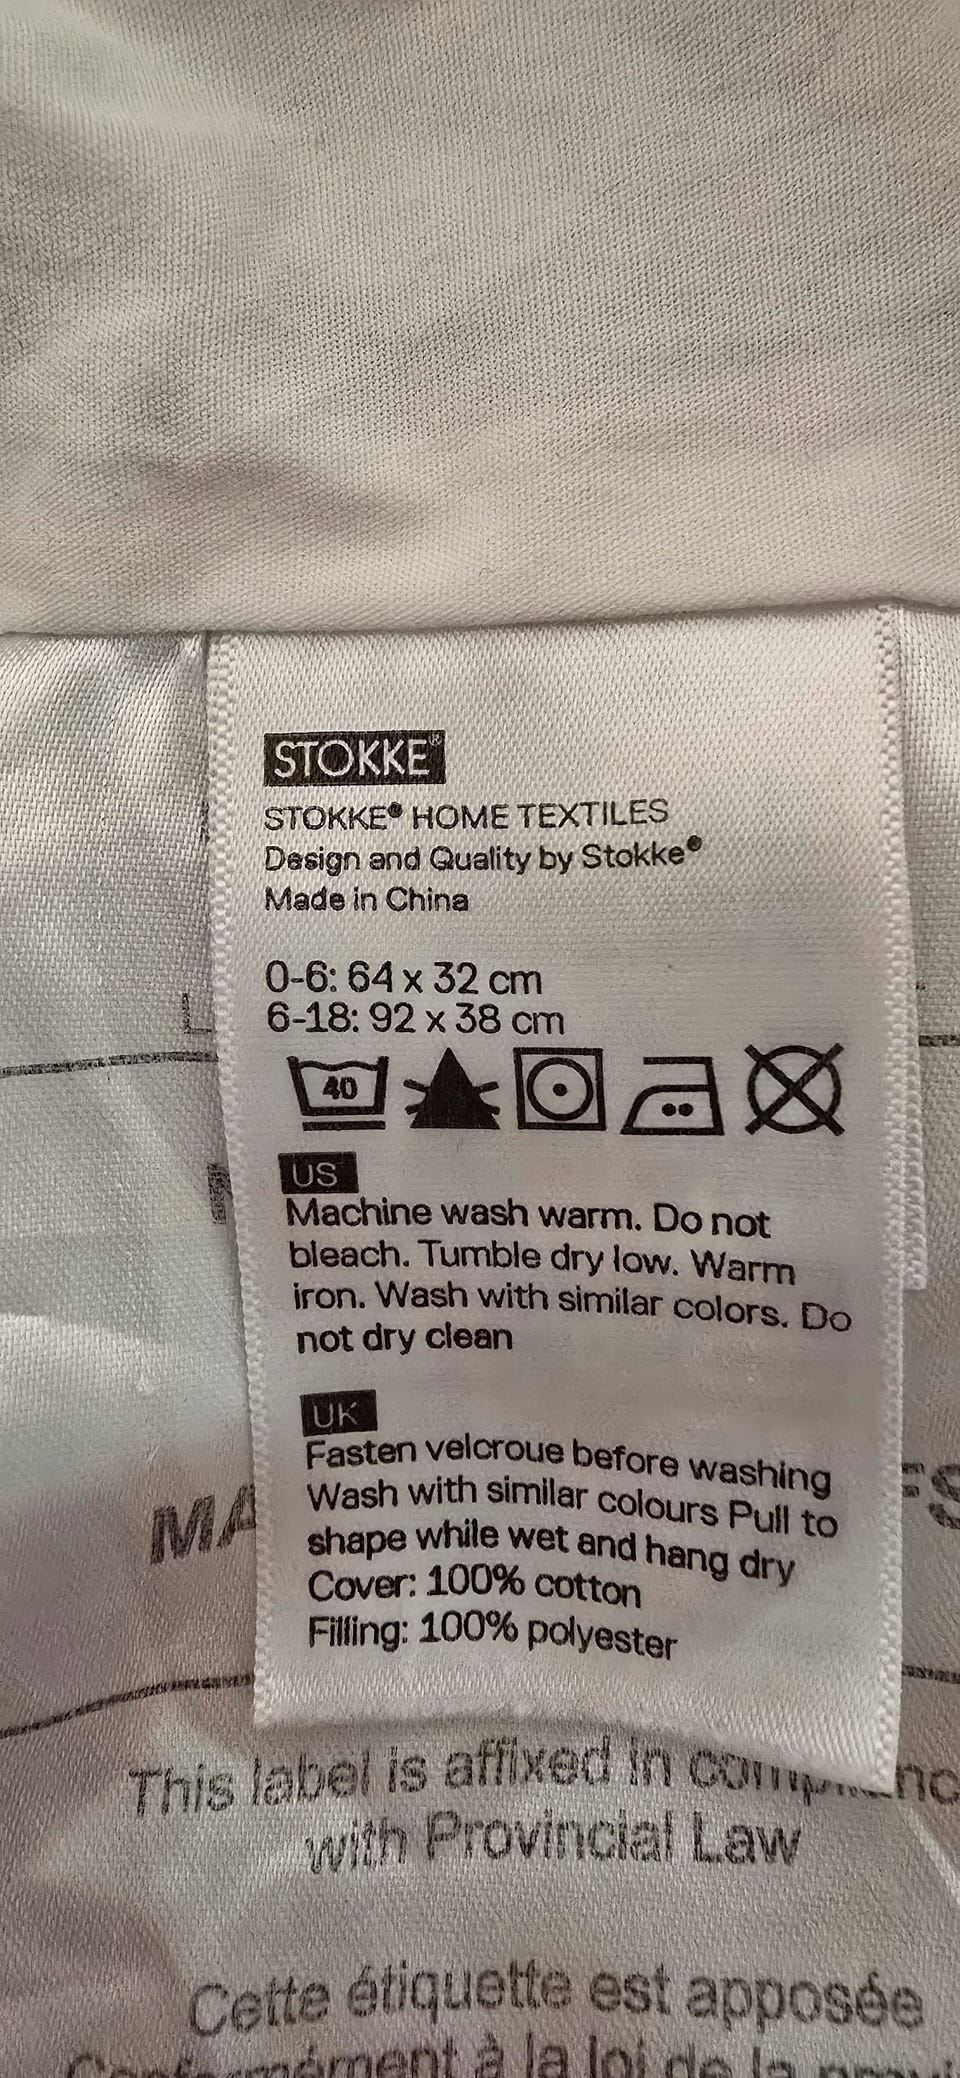 STOKKE®
STOKKE® HOME TEXTILES
Design and Quality by Stokke®
Made in China
0-6: 64 x 32 cm
6-18: 92 x 38 cm
40
US
Machine wash warm. Do not
bleach. Tumble dry low. Warm
iron. Wash with similar colors. Do
not dry clean
UK
Fasten velcroue before washing
Wash with similar colours Pull to
shape while wet and hang dry
Cover: 100% cotton
Filling: 100% polyester
This label is affixed in
with Provincial Law
Cette étiquette est apposée
à la loi de la